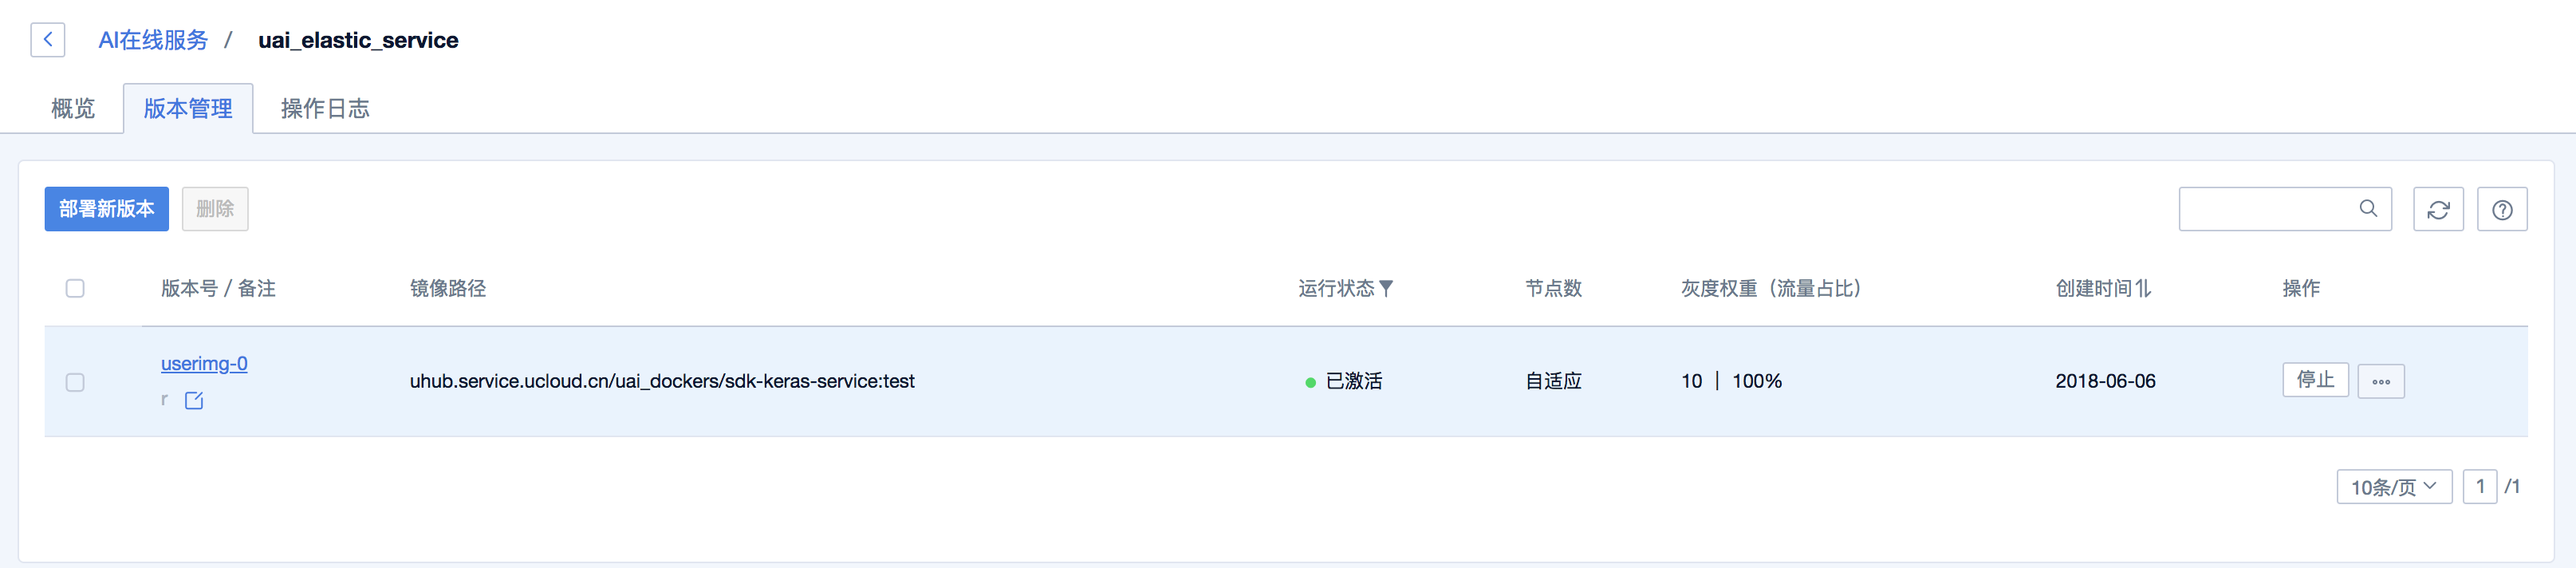 AI在线服务 / uai_elastic_service
概览 版本管理 操作日志
部署新版本 删除
版本号 / 备注 镜像路径 运行状态 节点数 灰度权重（流量占比） 创建时间 操作
userimg-0
r
uhub.service.ucloud.cn/uai_dockers/sdk-keras-service:test 已激活 自适应 10 | 100% 2018-06-06 停止
10条/页 1 /1